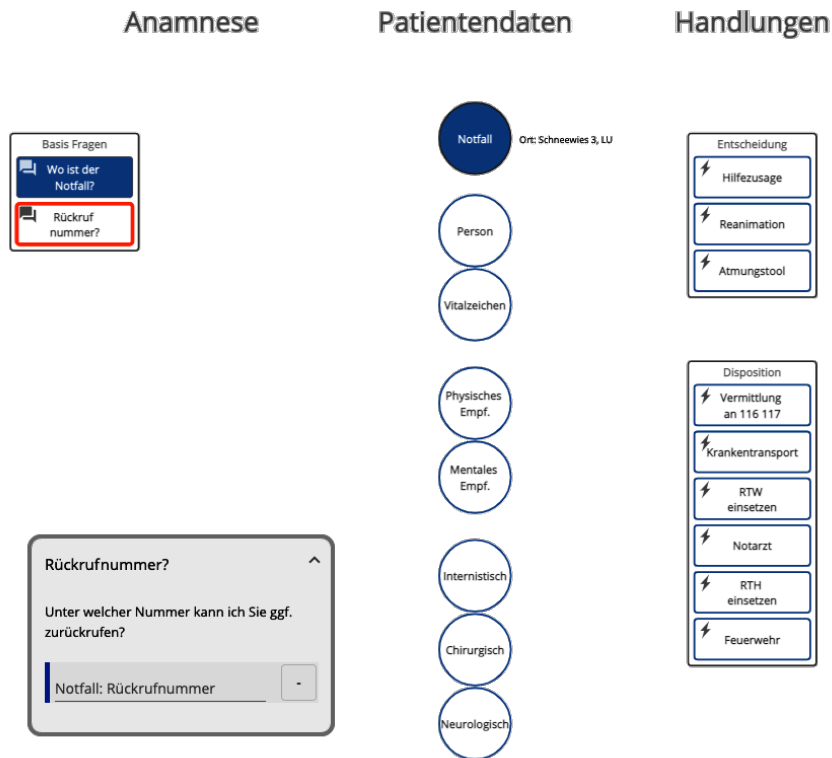 Anamnese
Patientendaten
Handlungen
Basis Fragen
Wo ist der
Notfall?
Rückruf
nummer?
Rückrufnummer?
Unter welcher Nummer kann ich Sie ggf.
zurückrufen?
Notfall: Rückrufnummer
-
Notfall
Ort: Schneewies 3, LU
Person
Vitalzeichen
Physisches
Empf.
Mentales
Empf.
Internistisch
Chirurgisch
Neurologisch
Entscheidung
Hilfezusage
Reanimation
Atmungstool
Disposition
Vermittlung
an 116 117
Krankentransport
RTW
einsetzen
Notarzt
RTH
einsetzen
Feuerwehr